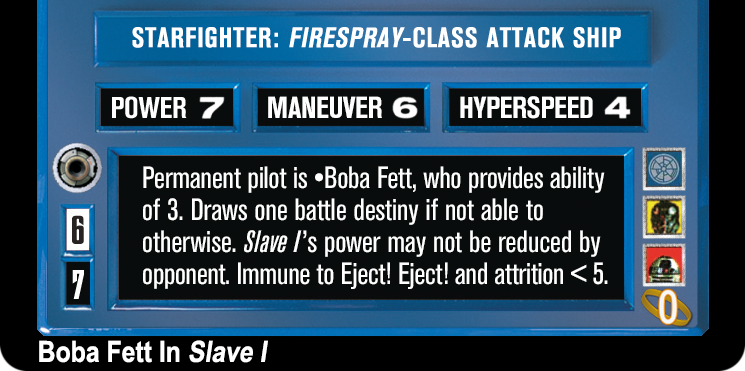 STARFIGHTER: FIRESPRAY-CLASS ATTACK SHIP
POWER 7 MANEUVER 6 HYPERSPEED 4
Permanent pilot is •Boba Fett, who provides ability
of 3. Draws one battle destiny if not able to
otherwise. Slave I's power may not be reduced by
opponent. Immune to Eject! Eject! and attrition < 5.
6
7
0
Boba Fett In Slave I